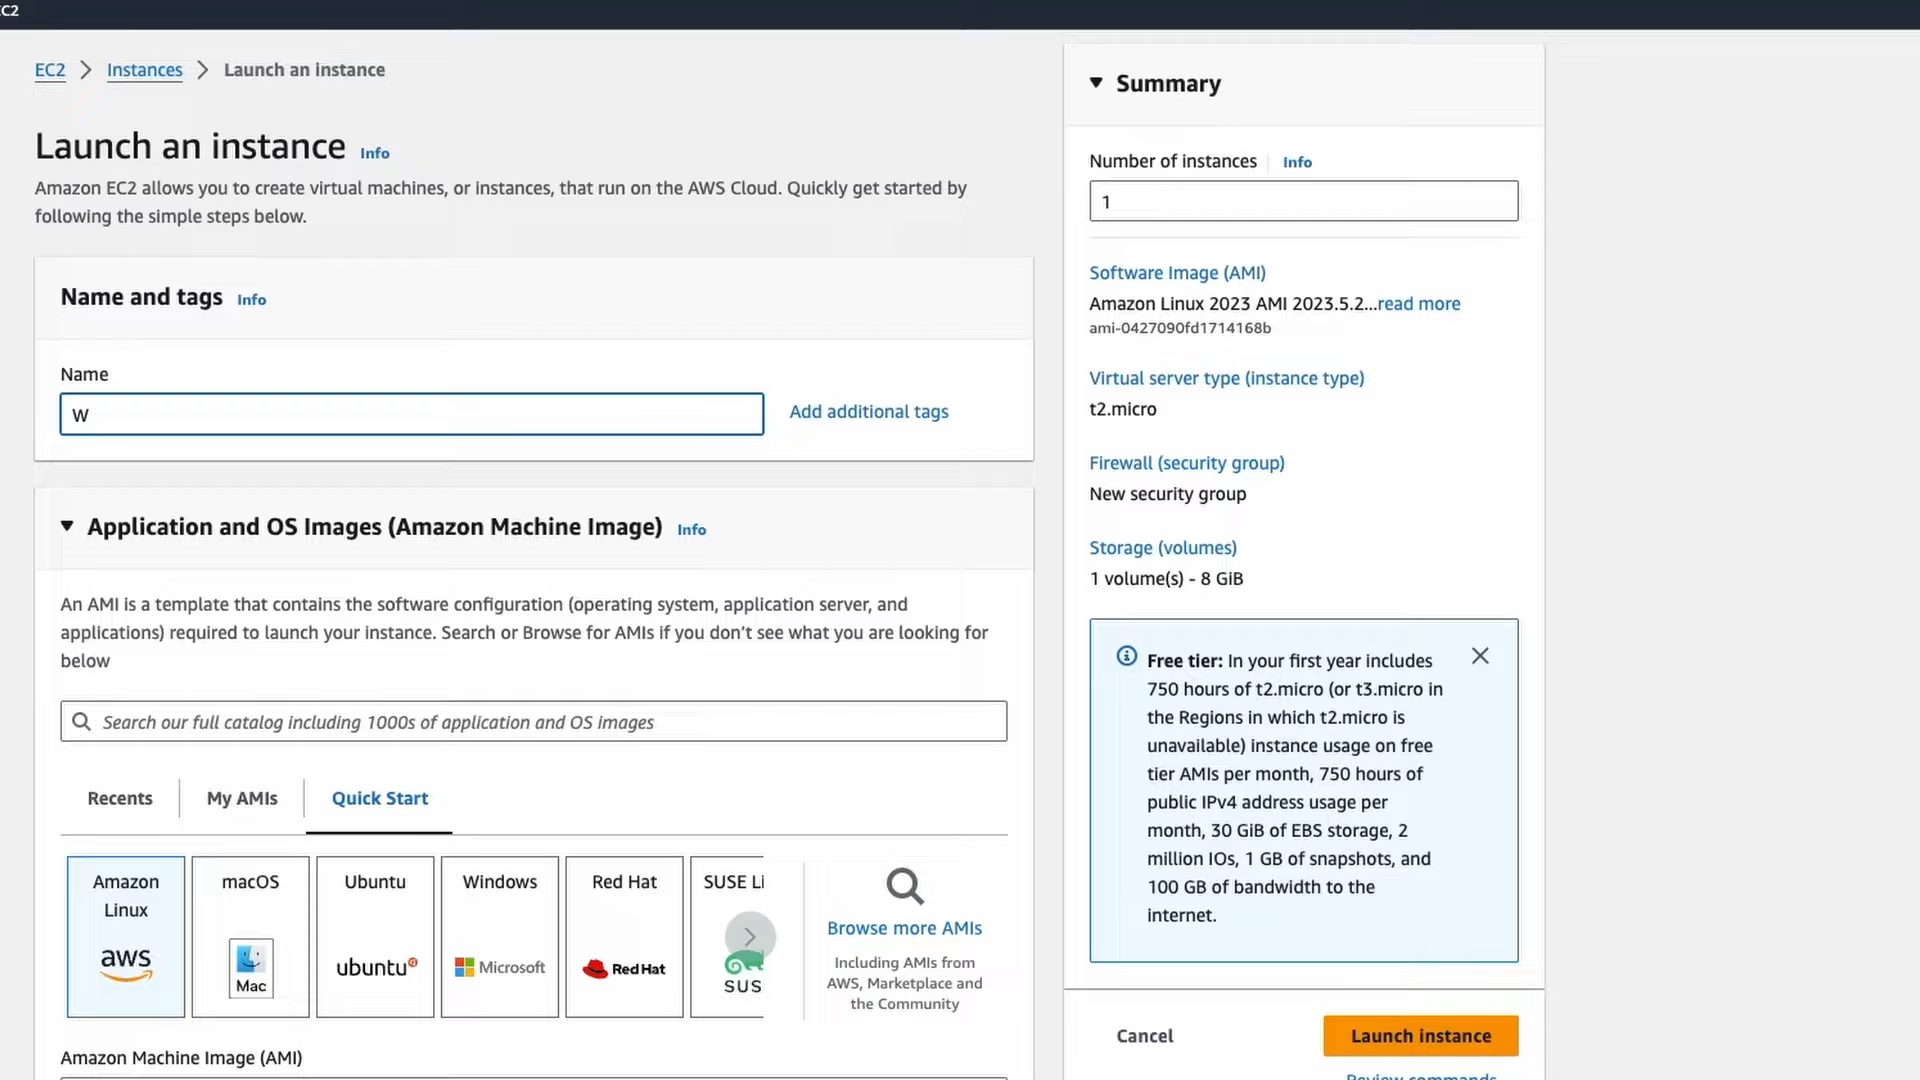 EC2
EC2
Instances
Launch an instance
Launch an instance Info
Amazon EC2 allows you to create virtual machines, or instances, that run on the AWS Cloud. Quickly get started by
following the simple steps below.
Name and tags Info
Name
W
Add additional tags
Application and OS Images (Amazon Machine Image) Info
An AMI is a template that contains the software configuration (operating system, application server, and
applications) required to launch your instance. Search or Browse for AMIs if you don't see what you are looking for
below
Search our full catalog including 1000s of application and OS images
Recents
My AMIs
Quick Start
Amazon
Linux
aws
macOS
Mac
Ubuntu
ubuntu
Windows
Microsoft
Red Hat
Red Hat
SUSE Li
SUS
Browse more AMIs
Including AMIs from
AWS, Marketplace and
the Community
Amazon Machine Image (AMI)
Summary
Number of instances Info
1
Software Image (AMI)
Amazon Linux 2023 AMI 2023.5.2...read more
ami-0427090fd1714168b
Virtual server type (instance type)
t2.micro
Firewall (security group)
New security group
Storage (volumes)
1 volume(s) - 8 GiB
Free tier: In your first year includes
750 hours of t2.micro (or t3.micro in
the Regions in which t2.micro is
unavailable) instance usage on free
tier AMIs per month, 750 hours of
public IPv4 address usage per
month, 30 GiB of EBS storage, 2
million IOs, 1 GB of snapshots, and
100 GB of bandwidth to the
internet.
Cancel
Launch instance
Review commands